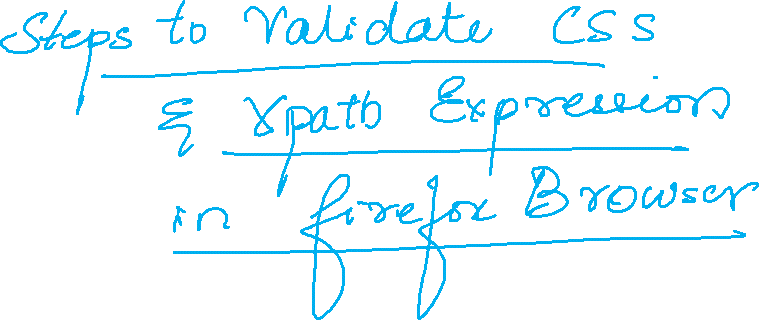 Steps to Validate CSS
& Xpath Expression
in firefox Browser